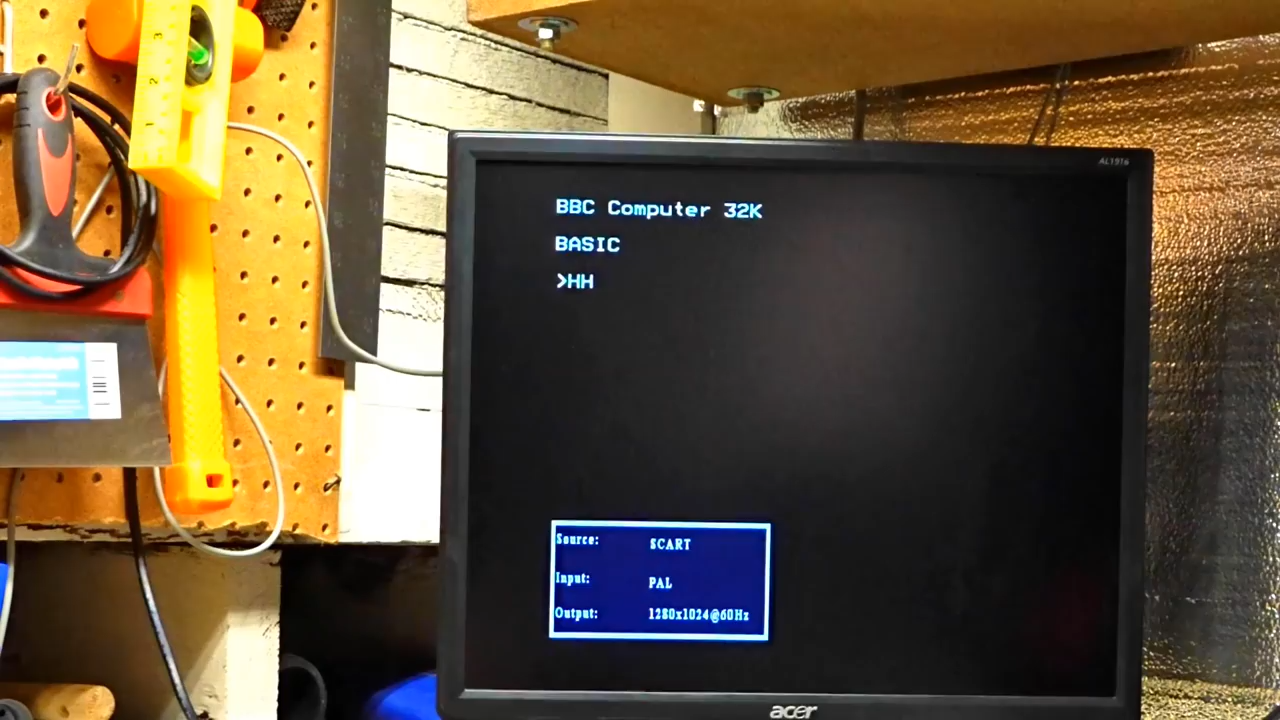 AL1916
BBC Computer 32K
BASIC
>HH
Source: SCART
Input: PAL
Output: 1280x1024@60Hz
acer